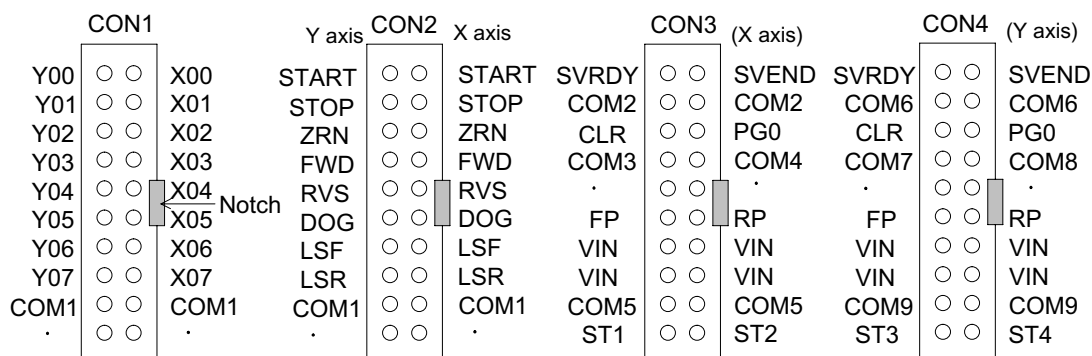 CON1 Y axis CON2 X axis CON3 (X axis) CON4 (Y axis)
Y00 X00 START START SVRDY SVEND SVRDY SVEND
Y01 X01 STOP STOP COM2 COM2 COM6 COM6
Y02 X02 ZRN ZRN CLR PG0 CLR PG0
Y03 X03 FWD FWD COM3 COM4 COM7 COM8
Y04 X04 RVS RVS · · · ·
Notch
Y05 X05 DOG DOG FP RP FP RP
Y06 X06 LSF LSF VIN VIN VIN VIN
Y07 X07 LSR LSR VIN VIN VIN VIN
COM1 COM1 COM1 COM1 COM5 COM5 COM9 COM9
· · · · ST1 ST2 ST3 ST4